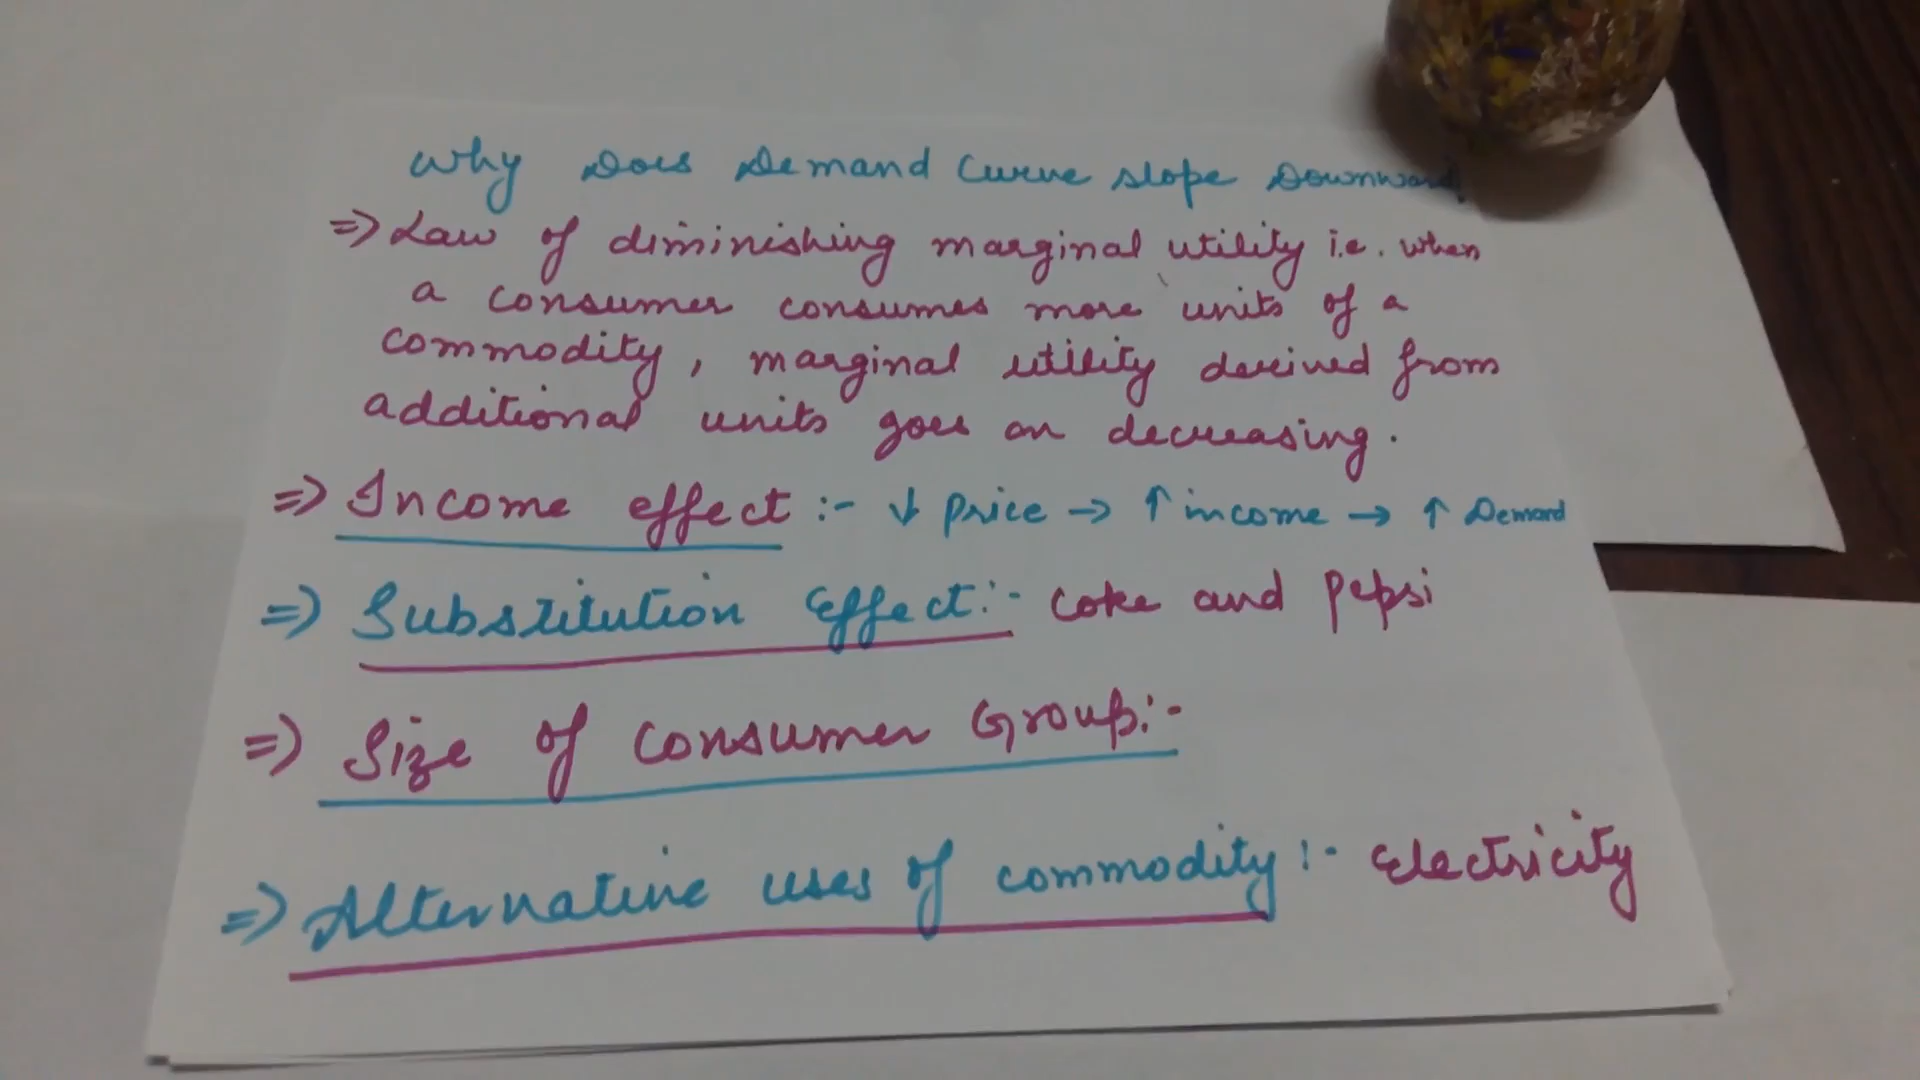 Why Does Demand Curve slope Downward?
⇒ Law of diminishing marginal utility i.e. when
a consumer consumes more units of a
commodity, marginal utility derived from
additional units goes on decreasing.
⇒ Income effect :- ↓ price → ↑ income → ↑ Demand
⇒ Substitution Effect :- coke and pepsi
⇒ Size of consumer Group :-
⇒ Alternative uses of commodity :- Electricity